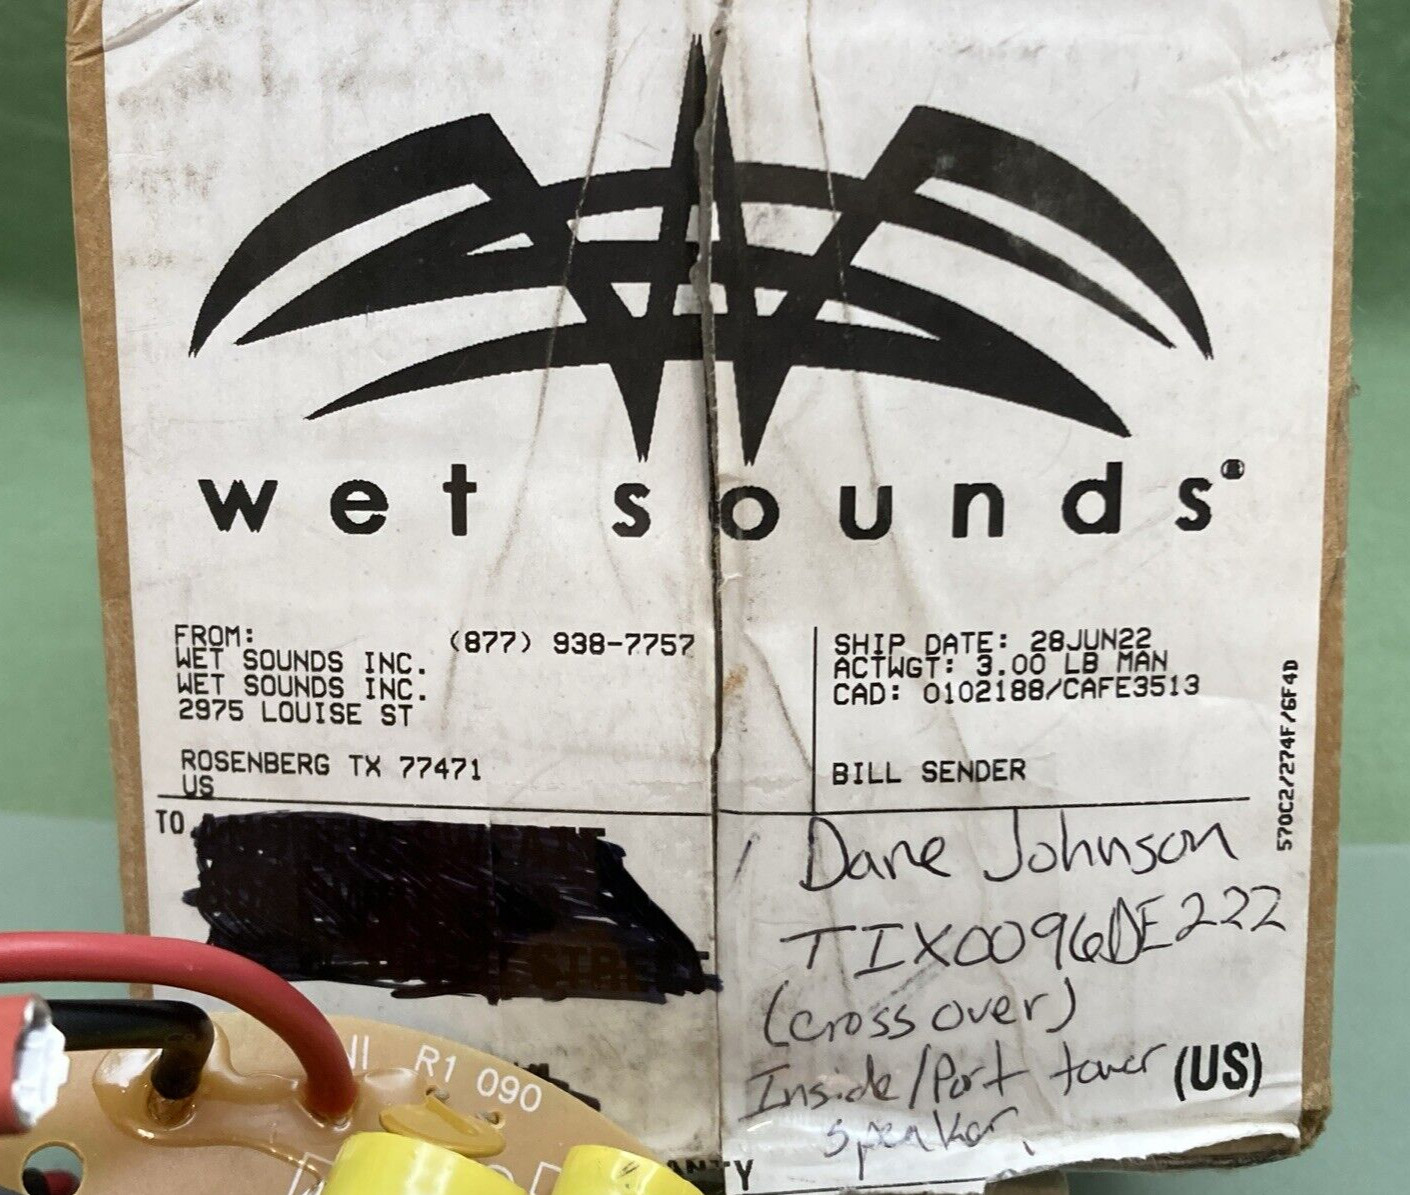 wet sounds®
FROM: (877) 938-7757
WET SOUNDS INC.
WET SOUNDS INC.
2975 LOUISE ST
ROSENBERG TX 77471
US
SHIP DATE: 28JUN22
ACTWGT: 3.00 LB MAN
CAD: 0102188/CAFE3513
BILL SENDER
570C2/274F/6F4D
TO
Dane Johnson
TIX0096DE222
(cross over)
Inside/Port tower
speaker.
(US)
R1 090